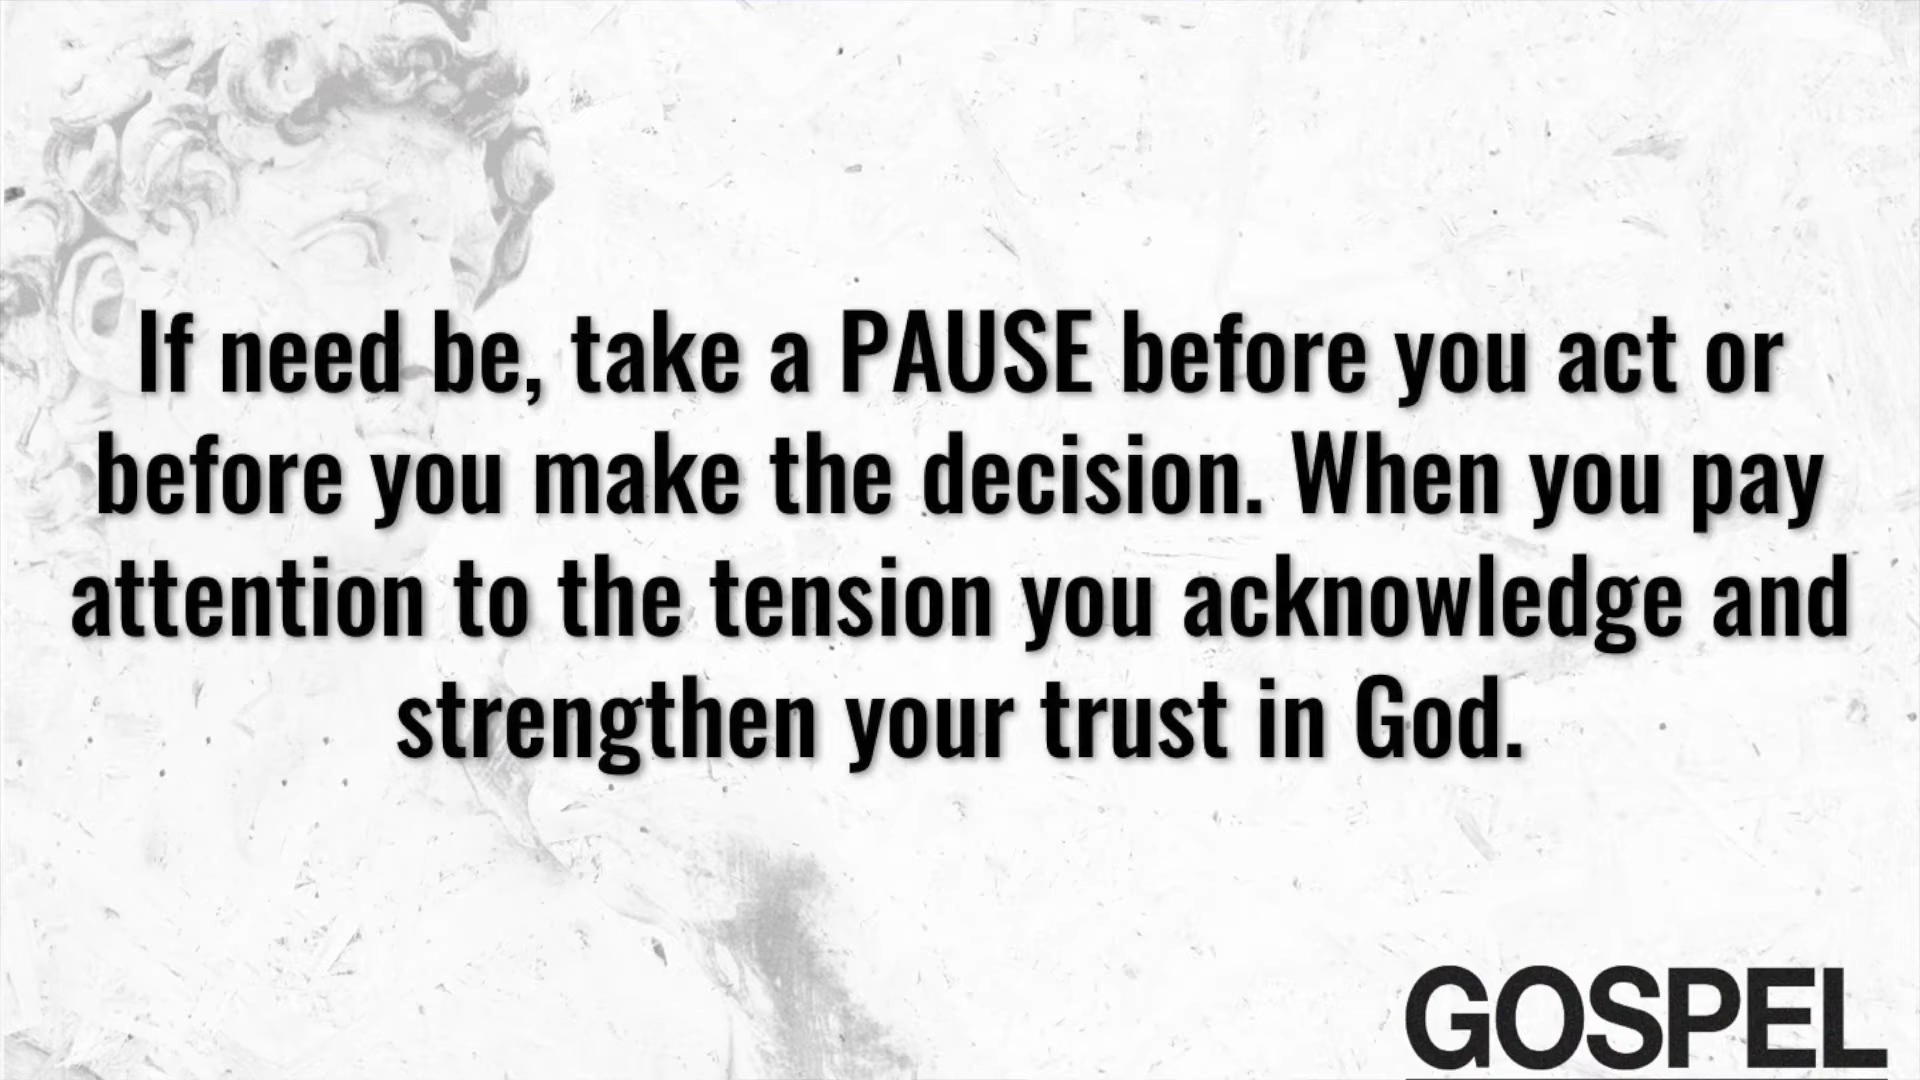 If need be, take a PAUSE before you act or
before you make the decision. When you pay
attention to the tension you acknowledge and
strengthen your trust in God.
GOSPEL